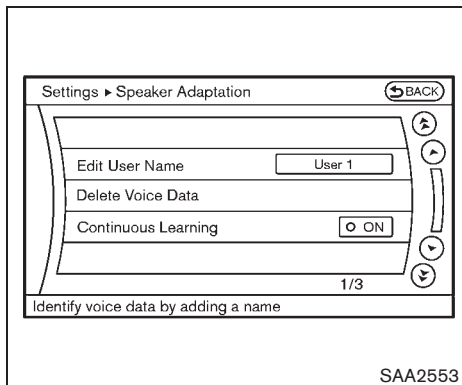 Settings ▸ Speaker Adaptation BACK
Edit User Name User 1
Delete Voice Data
Continuous Learning ON
1/3
Identify voice data by adding a name
SAA2553